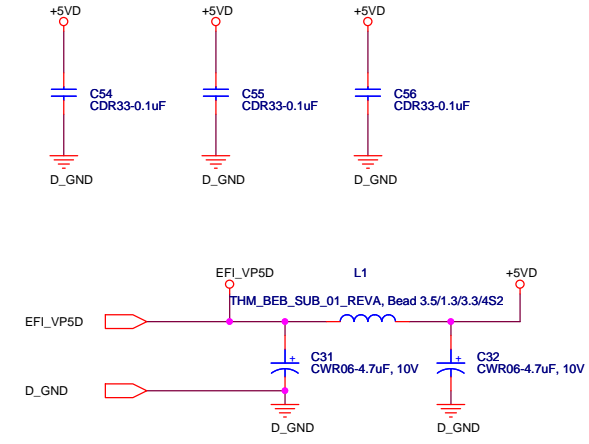 +5VD
+5VD
+5VD
C54
CDR33-0.1uF
C55
CDR33-0.1uF
C56
CDR33-0.1uF
D_GND
D_GND
D_GND
EFI_VP5D
L1
+5VD
THM_BEB_SUB_01_REVA, Bead 3.5/1.3/3.3/4S2
EFI_VP5D
+
C31
CWR06-4.7uF, 10V
+
C32
CWR06-4.7uF, 10V
D_GND
D_GND
D_GND